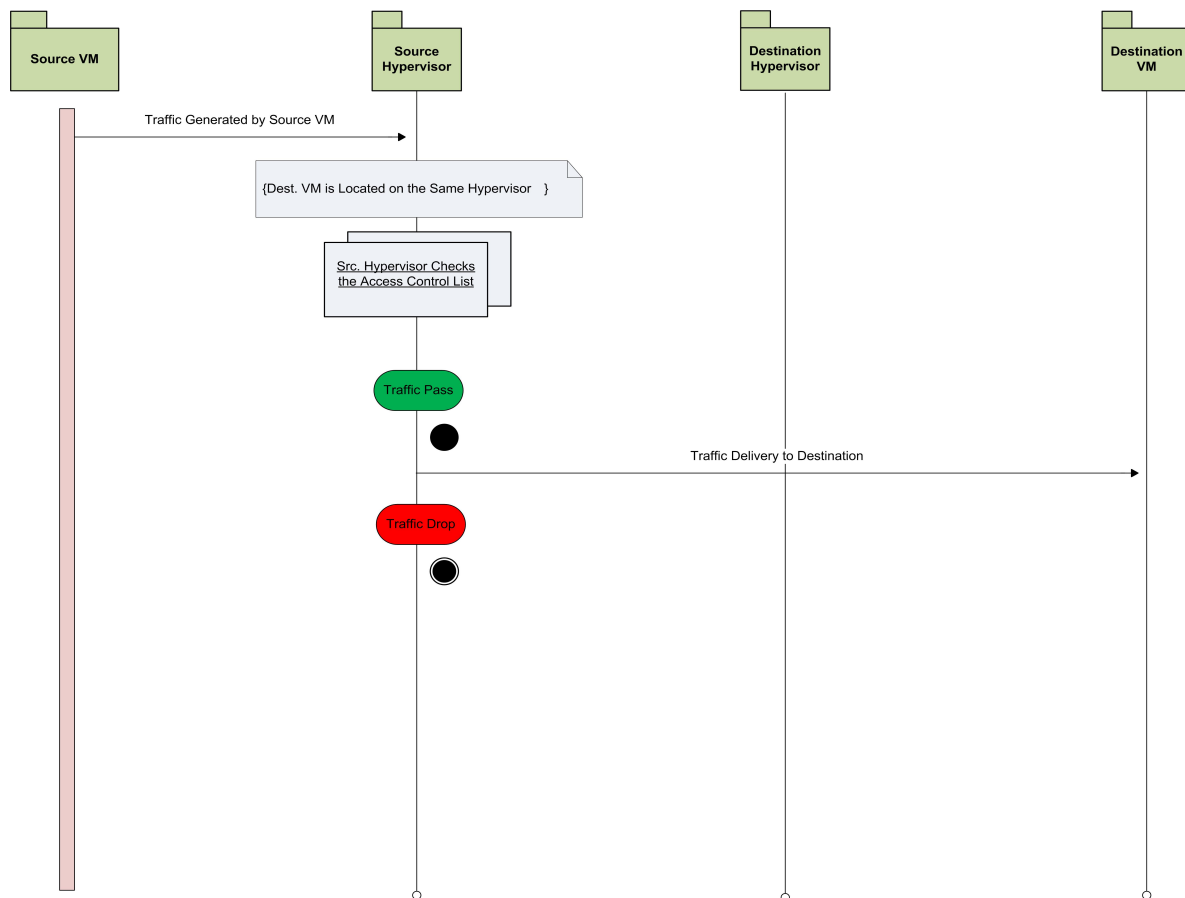 Source VM
Source
Hypervisor
Destination
Hypervisor
Destination
VM
Traffic Generated by Source VM
{Dest. VM is Located on the Same Hypervisor }
Src. Hypervisor Checks
the Access Control List
Traffic Pass
Traffic Delivery to Destination
Traffic Drop